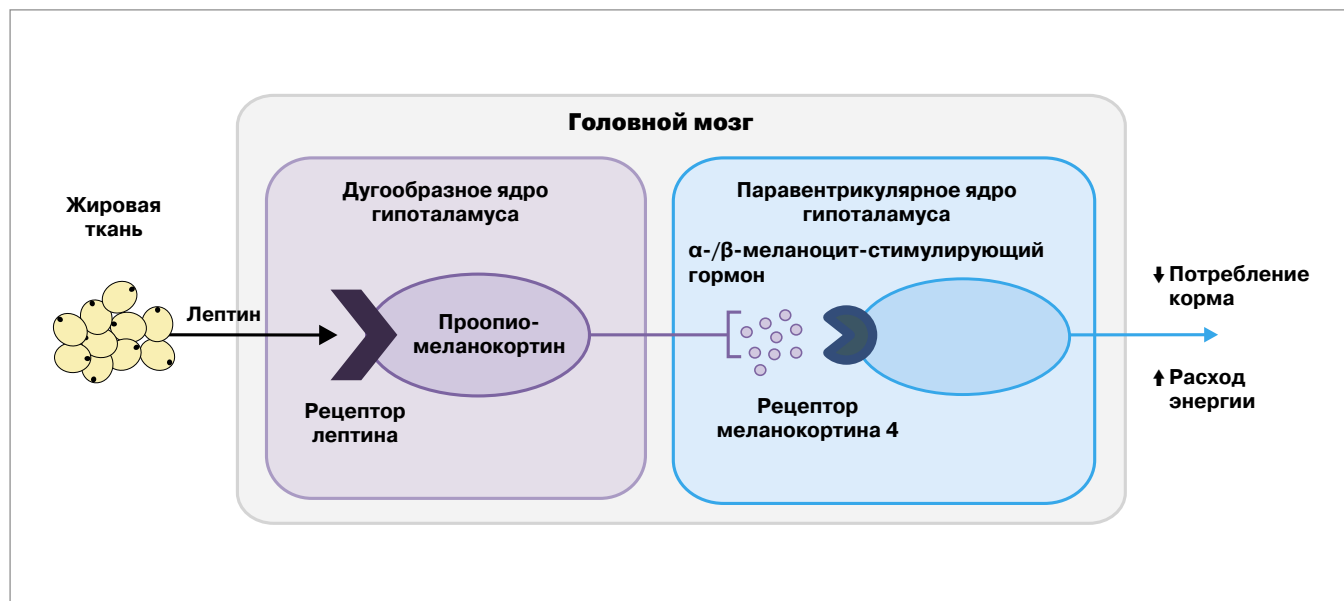 Головной мозг
Жировая
ткань
Лептин
Дугообразное ядро
гипоталамуса
Проопио-
меланокортин
Рецептор
лептина
Паравентрикулярное ядро
гипоталамуса
α-/β-меланоцит-стимулирующий
гормон
Рецептор
меланокортина 4
↓ Потребление
корма
↑ Расход
энергии